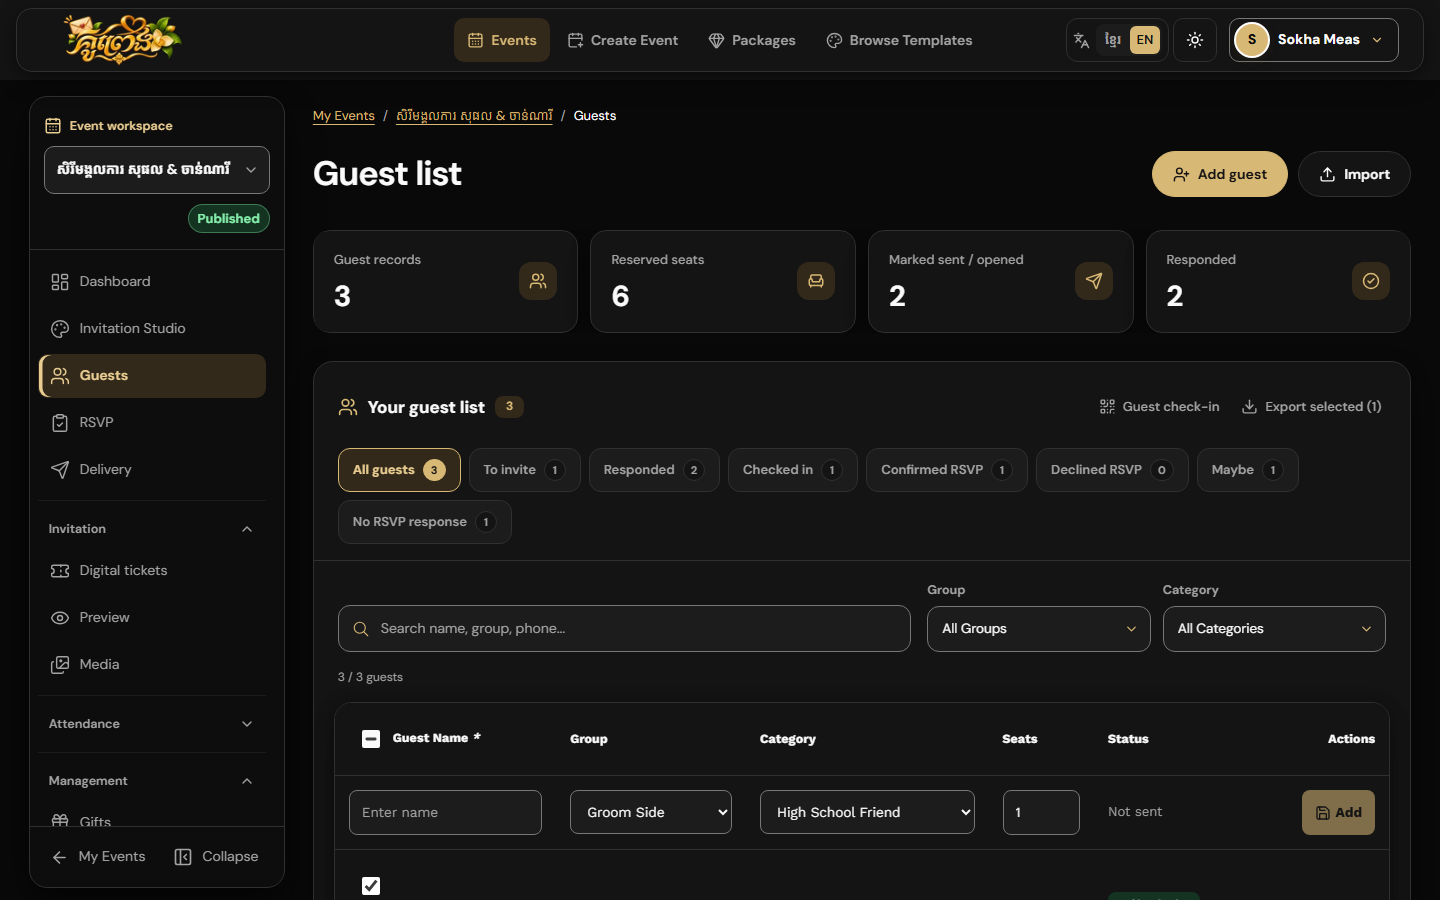 Events
Create Event
Packages
Browse Templates
ខ្មែរ
EN
S
Sokha Meas
Event workspace
សិរីមង្គលការ សុផល & ចាន់ណារី
Published
Dashboard
Invitation Studio
Guests
RSVP
Delivery
Invitation
Digital tickets
Preview
Media
Attendance
Management
Gifts
My Events
Collapse
My Events / សិរីមង្គលការ សុផល & ចាន់ណារី / Guests
Guest list
Add guest
Import
Guest records
3
Reserved seats
6
Marked sent / opened
2
Responded
2
Your guest list 3
Guest check-in
Export selected (1)
All guests 3
To invite 1
Responded 2
Checked in 1
Confirmed RSVP 1
Declined RSVP 0
Maybe 1
No RSVP response 1
Search name, group, phone...
Group
All Groups
Category
All Categories
3 / 3 guests
Guest Name * Group Category Seats Status Actions
Enter name Groom Side High School Friend 1 Not sent Add